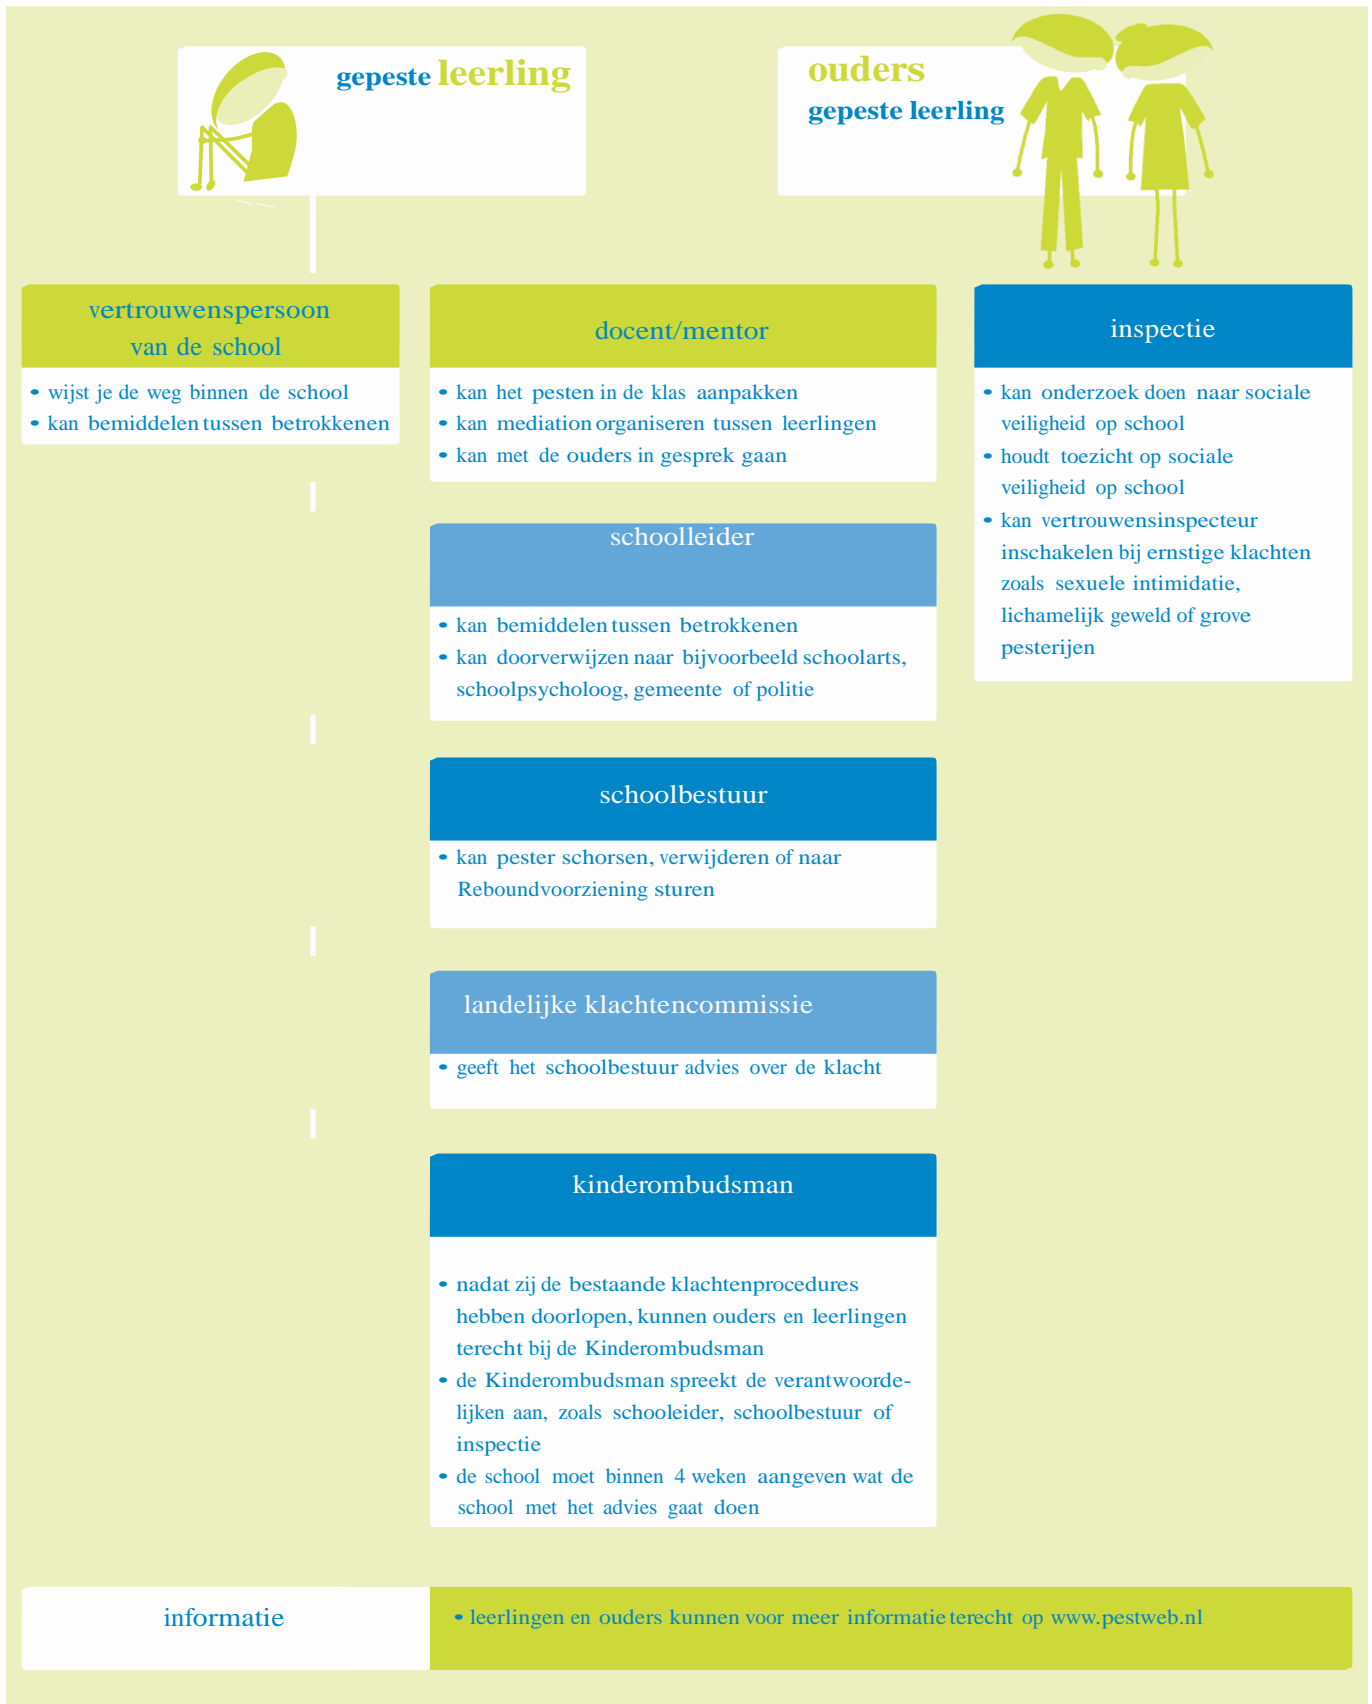 gepeste leerling
ouders
gepeste leerling
vertrouwenspersoon
van de school
• wijst je de weg binnen de school
• kan bemiddelen tussen betrokkenen
docent/mentor
• kan het pesten in de klas aanpakken
• kan mediation organiseren tussen leerlingen
• kan met de ouders in gesprek gaan
inspectie
• kan onderzoek doen naar sociale
veiligheid op school
• houdt toezicht op sociale
veiligheid op school
• kan vertrouwensinspecteur
inschakelen bij ernstige klachten
zoals sexuele intimidatie,
lichamelijk geweld of grove
pesterijen
schoolleider
• kan bemiddelen tussen betrokkenen
• kan doorverwijzen naar bijvoorbeeld schoolarts,
schoolpsycholoog, gemeente of politie
schoolbestuur
• kan pester schorsen, verwijderen of naar
Reboundvoorziening sturen
landelijke klachtencommissie
• geeft het schoolbestuur advies over de klacht
kinderombudsman
• nadat zij de bestaande klachtenprocedures
hebben doorlopen, kunnen ouders en leerlingen
terecht bij de Kinderombudsman
• de Kinderombudsman spreekt de verantwoorde-
lijken aan, zoals schooleider, schoolbestuur of
inspectie
• de school moet binnen 4 weken aangeven wat de
school met het advies gaat doen
informatie
• leerlingen en ouders kunnen voor meer informatie terecht op www.pestweb.nl